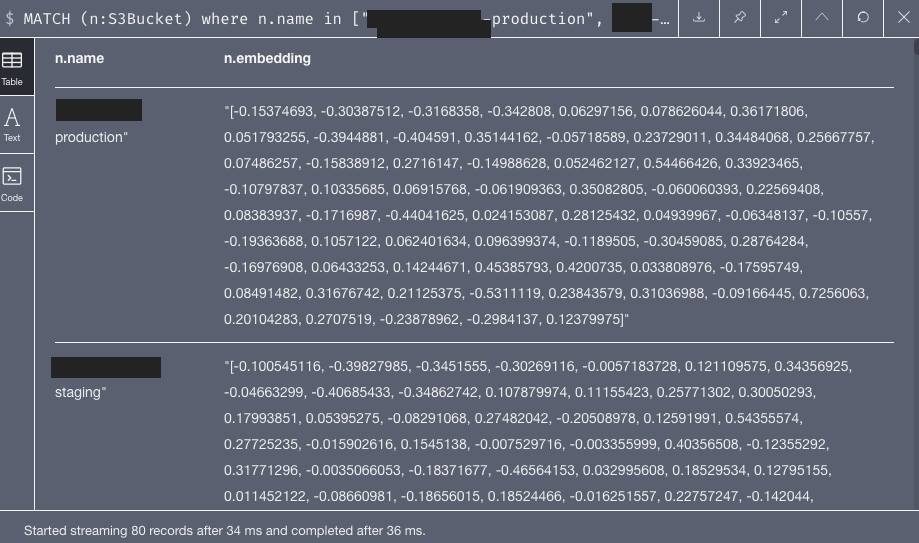 $ MATCH (n:S3Bucket) where n.name in ["-production", -…
Table
Text
Code
n.name
n.embedding
production"
"[-0.15374693, -0.30387512, -0.3168358, -0.342808, 0.06297156, 0.078626044, 0.36171806,
0.051793255, -0.3944881, -0.404591, 0.35144162, -0.05718589, 0.23729011, 0.34484068, 0.25667757,
0.07486257, -0.15838912, 0.2716147, -0.14988628, 0.052462127, 0.54466426, 0.33923465,
-0.10797837, 0.10335685, 0.06915768, -0.061909363, 0.35082805, -0.060060393, 0.22569408,
0.08383937, -0.1716987, -0.44041625, 0.024153087, 0.28125432, 0.04939967, -0.06348137, -0.10557,
-0.19363688, 0.1057122, 0.062401634, 0.096399374, -0.1189505, -0.30459085, 0.28764284,
-0.16976908, 0.06433253, 0.14244671, 0.45385793, 0.4200735, 0.033808976, -0.17595749,
0.08491482, 0.31676742, 0.21125375, -0.5311119, 0.23843579, 0.31036988, -0.09166445, 0.7256063,
0.20104283, 0.2707519, -0.23878962, -0.2984137, 0.12379975]"
staging"
"[-0.100545116, -0.39827985, -0.3451555, -0.30269116, -0.0057183728, 0.121109575, 0.34356925,
-0.04663299, -0.40685433, -0.34862742, 0.107879974, 0.11155423, 0.25771302, 0.30050293,
0.17993851, 0.05395275, -0.08291068, 0.27482042, -0.20508978, 0.12591991, 0.54355574,
0.27725235, -0.015902616, 0.1545138, -0.007529716, -0.003355999, 0.40356508, -0.12355292,
0.31771296, -0.0035066053, -0.18371677, -0.46564153, 0.032995608, 0.18529534, 0.12795155,
0.011452122, -0.08660981, -0.18656015, 0.18524466, -0.016251557, 0.22757247, -0.142044,
Started streaming 80 records after 34 ms and completed after 36 ms.